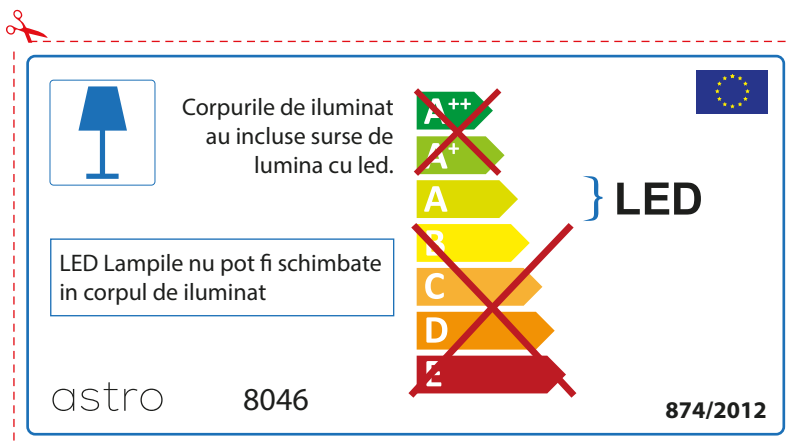 Corpurile de iluminat
au incluse surse de
lumina cu led.
LED Lampile nu pot fi schimbate
in corpul de iluminat
A++
A+
A
B
C
D
E
LED
astro
8046
874/2012